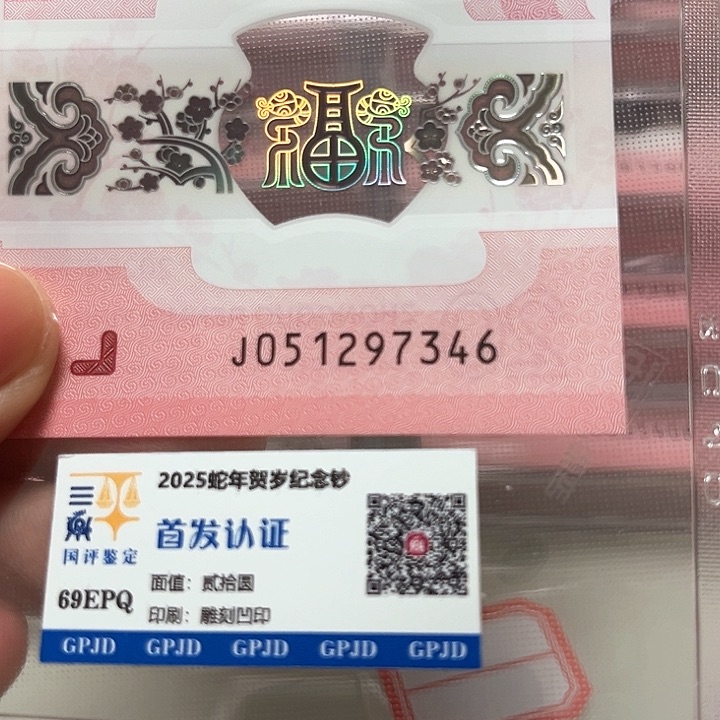 J051297346
2025蛇年贺岁纪念钞
首发认证
国评鉴定
69EPQ
面值：贰拾圆
印刷：雕刻凹印
GPJD GPJD GPJD GPJD GPJD